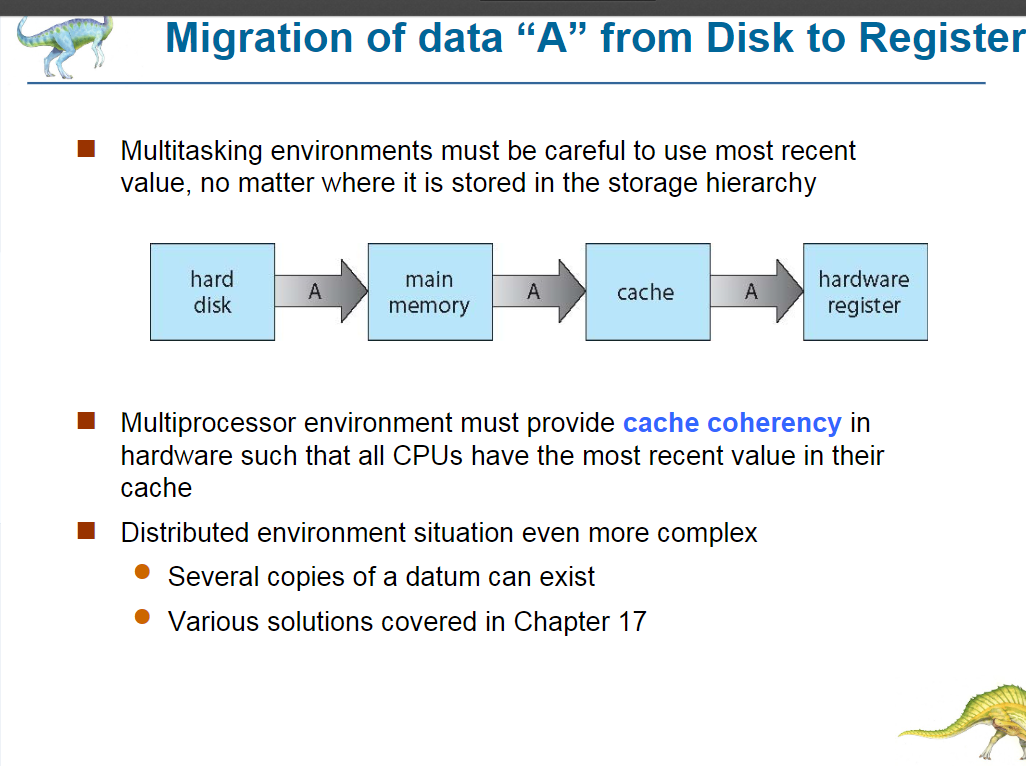 Migration of data “A” from Disk to Register
Multitasking environments must be careful to use most recent
value, no matter where it is stored in the storage hierarchy
hard
disk
A
main
memory
A
cache
A
hardware
register
Multiprocessor environment must provide cache coherency in
hardware such that all CPUs have the most recent value in their
cache
Distributed environment situation even more complex
Several copies of a datum can exist
Various solutions covered in Chapter 17